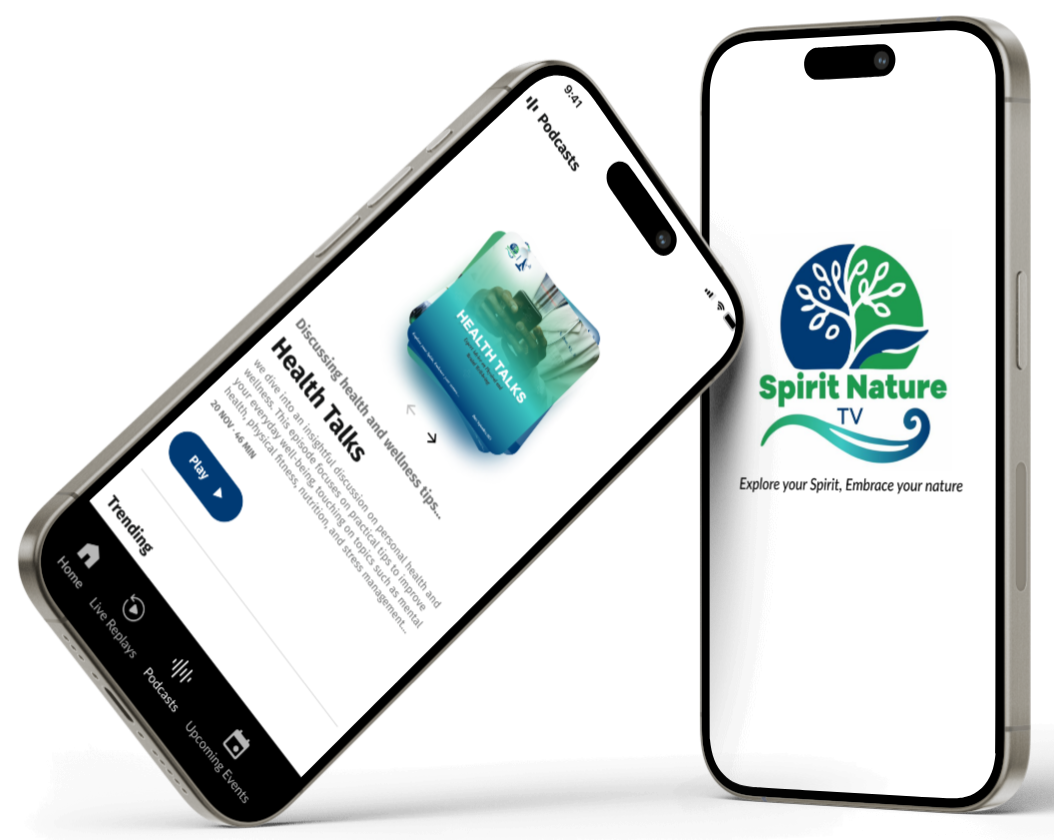 9:41
Podcasts
HEALTH TALKS
Discussing health and wellness tips...
Health Talks
we dive into an insightful discussion on personal health and
wellness. This episode focuses on practical tips to improve
your everyday well-being, touching on topics such as mental
health, physical fitness, nutrition, and stress management...
20 NOV · 46 MIN
Play
Trending
Home
Live Replays
Podcasts
Upcoming Events
Spirit Nature
TV
Explore your Spirit, Embrace your nature